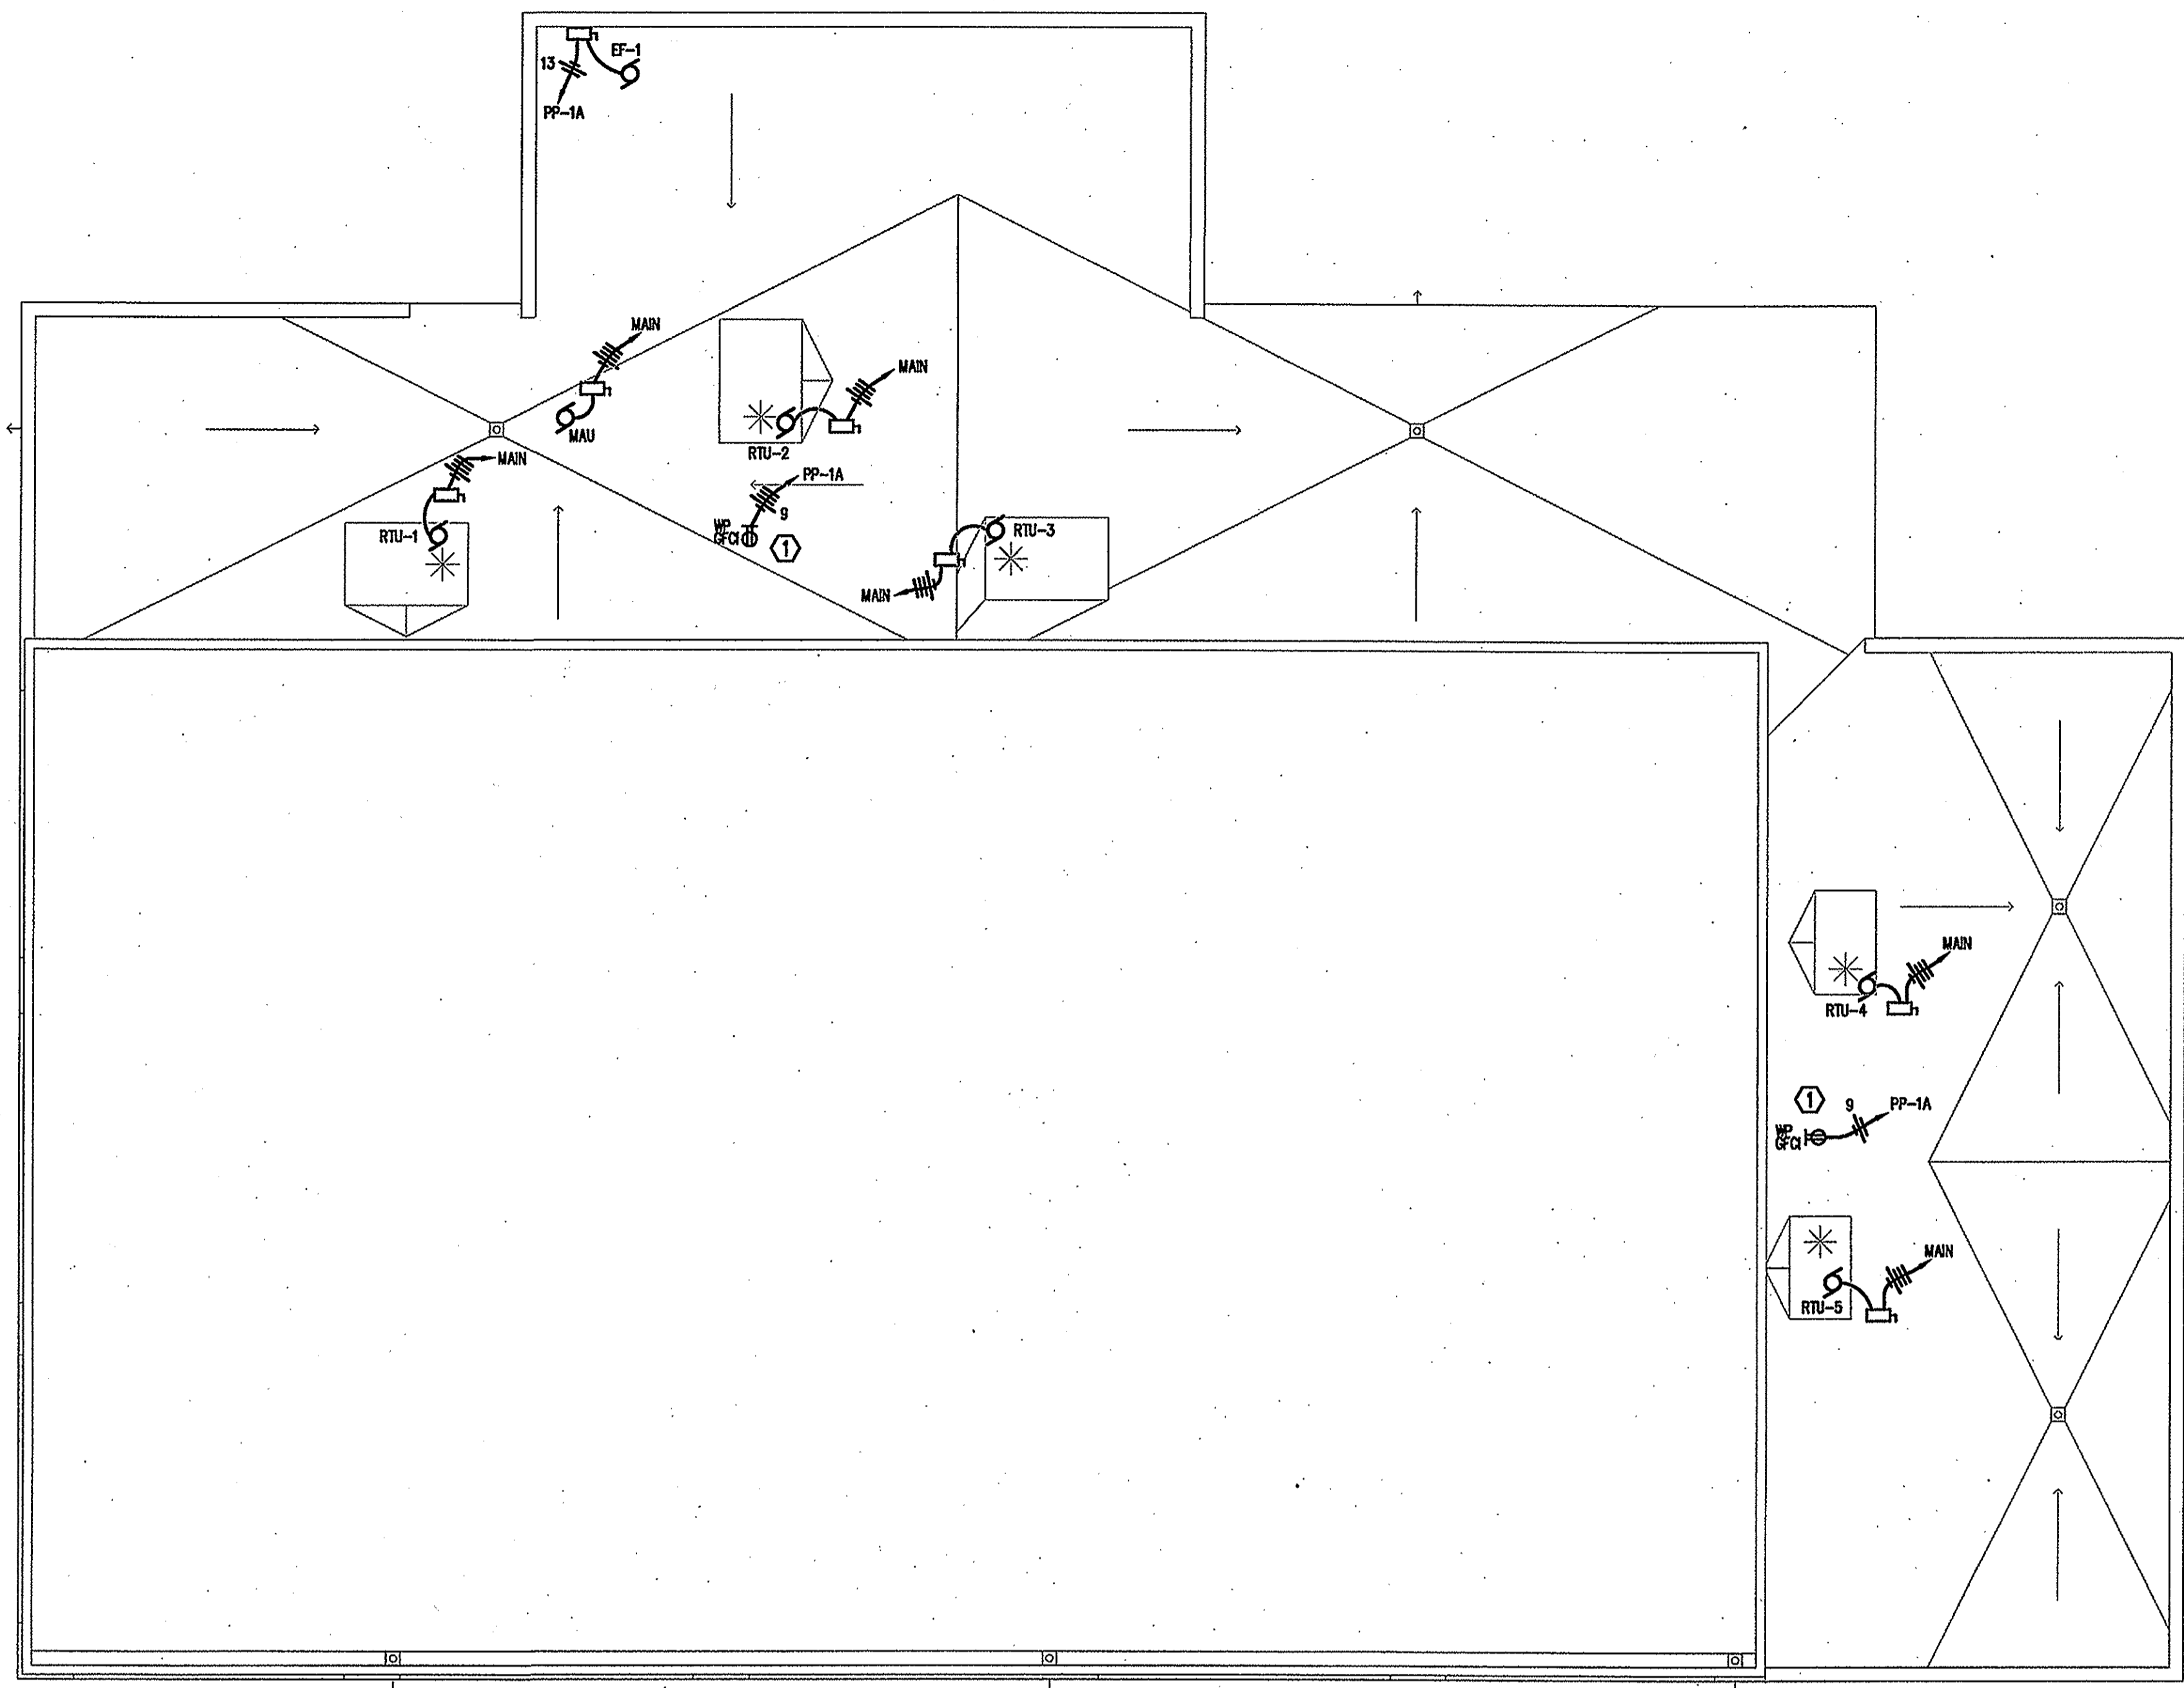 EF-1
13
PP-1A
MAIN
MAIN
MAU
RTU-2
MAIN
PP-1A
9
WP
GFCI
1
RTU-1
RTU-3
MAIN
MAIN
RTU-4
1
9
PP-1A
WP
GFCI
MAIN
RTU-5